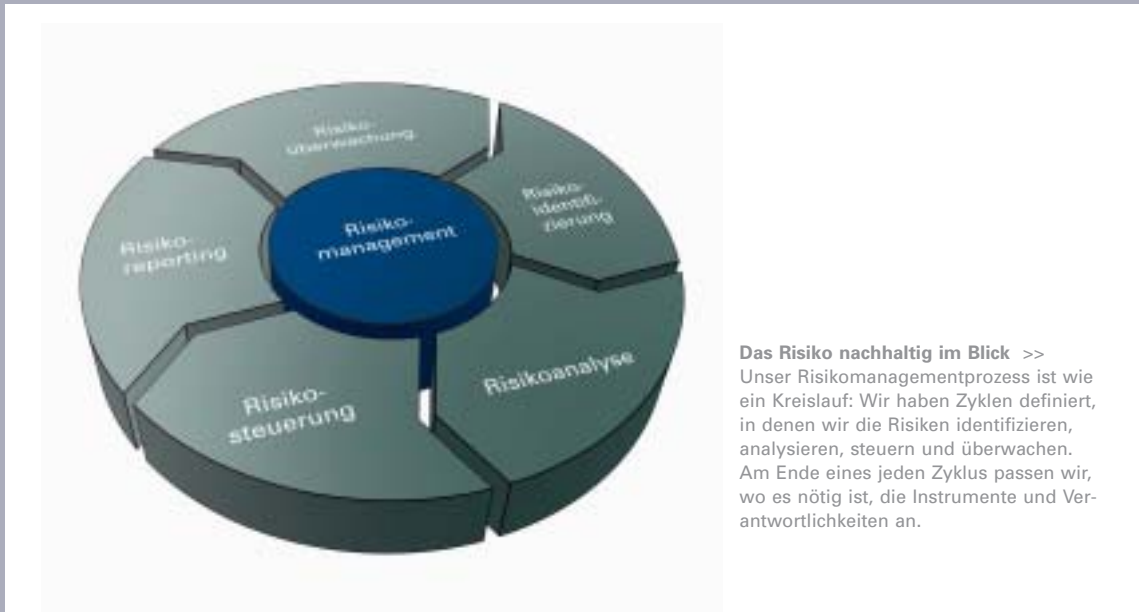 Risiko-
überwachung
Risiko-
identifi-
zierung
Risiko-
management
Risiko-
reporting
Risikoanalyse
Risiko-
steuerung
Das Risiko nachhaltig im Blick >>
Unser Risikomanagementprozess ist wie
ein Kreislauf: Wir haben Zyklen definiert,
in denen wir die Risiken identifizieren,
analysieren, steuern und überwachen.
Am Ende eines jeden Zyklus passen wir,
wo es nötig ist, die Instrumente und Ver-
antwortlichkeiten an.